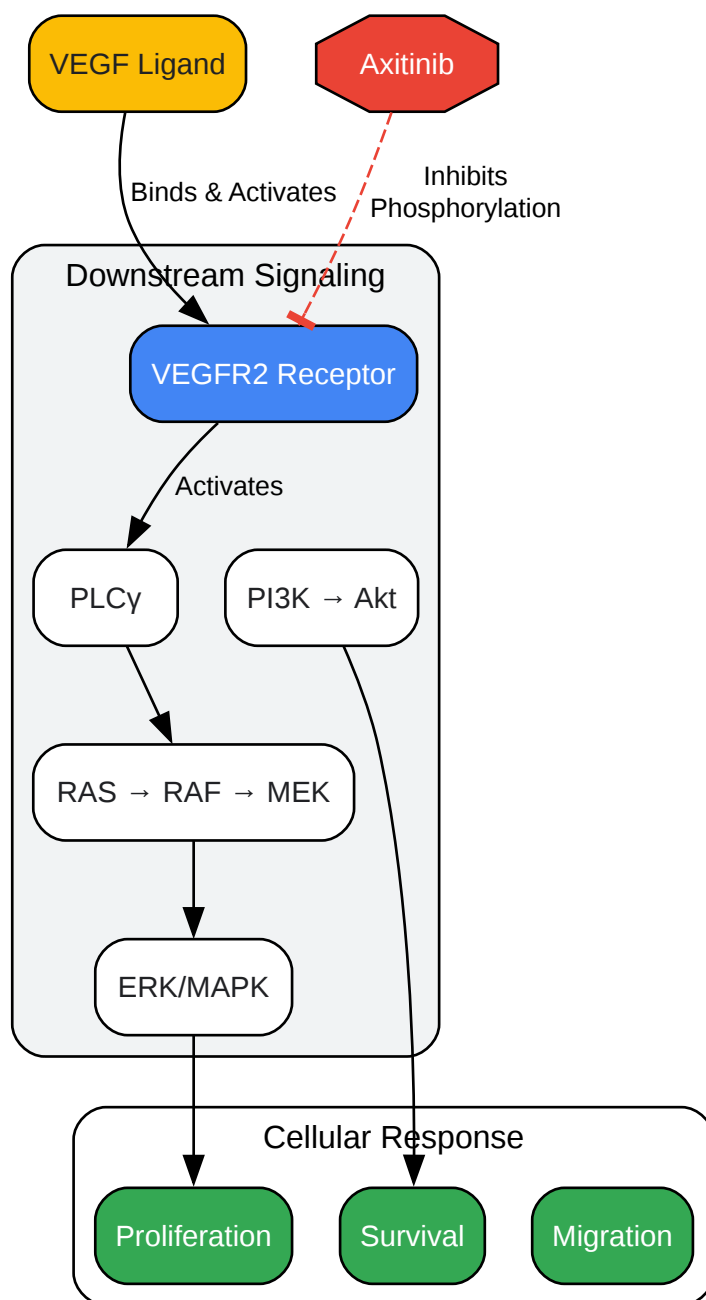 VEGF Ligand
Axitinib
Binds & Activates
Inhibits
Phosphorylation
Downstream Signaling
VEGFR2 Receptor
Activates
PLCγ
PI3K → Akt
RAS → RAF → MEK
ERK/MAPK
Cellular Response
Proliferation
Survival
Migration